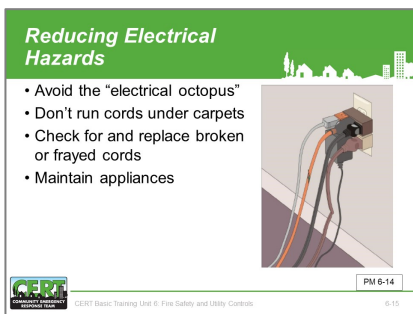 Reducing Electrical
Hazards
• Avoid the “electrical octopus”
• Don’t run cords under carpets
• Check for and replace broken
or frayed cords
• Maintain appliances
PM 6-14
CERT
COMMUNITY EMERGENCY
RESPONSE TEAM
CERT Basic Training Unit 6: Fire Safety and Utility Controls
6-15